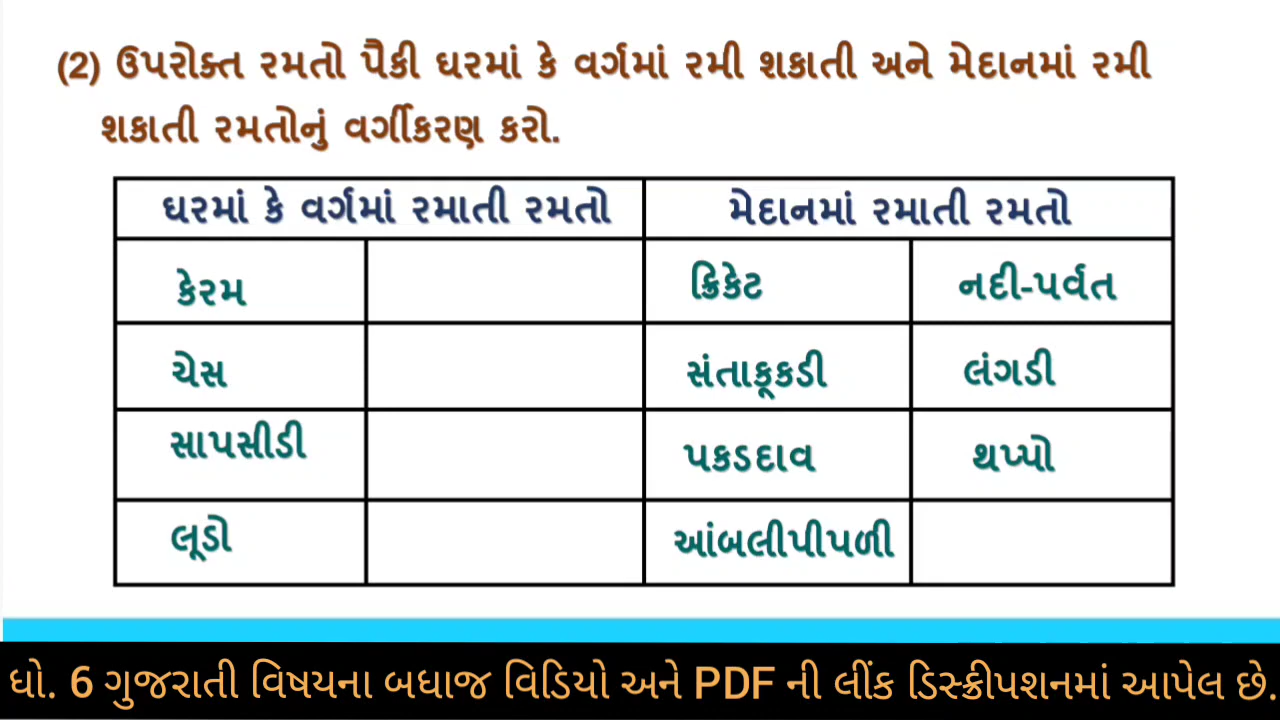 (2) ઉપરોક્ત રમતો પૈકી ઘરમાં કે વર્ગમાં રમી શકાતી અને મેદાનમાં રમી
શકાતી રમતોનું વર્ગીકરણ કરો.
ઘરમાં કે વર્ગમાં રમાતી રમતો મેદાનમાં રમાતી રમતો
કેરમ ક્રિકેટ નદી-પર્વત
ચેસ સંતાકૂકડી લંગડી
સાપસીડી પકડદાવ થપ્પો
લૂડો આંબલીપીપળી
ધો. 6 ગુજરાતી વિષયના બધાજ વિડિયો અને PDF ની લીંક ડિસ્ક્રીપશનમાં આપેલ છે.